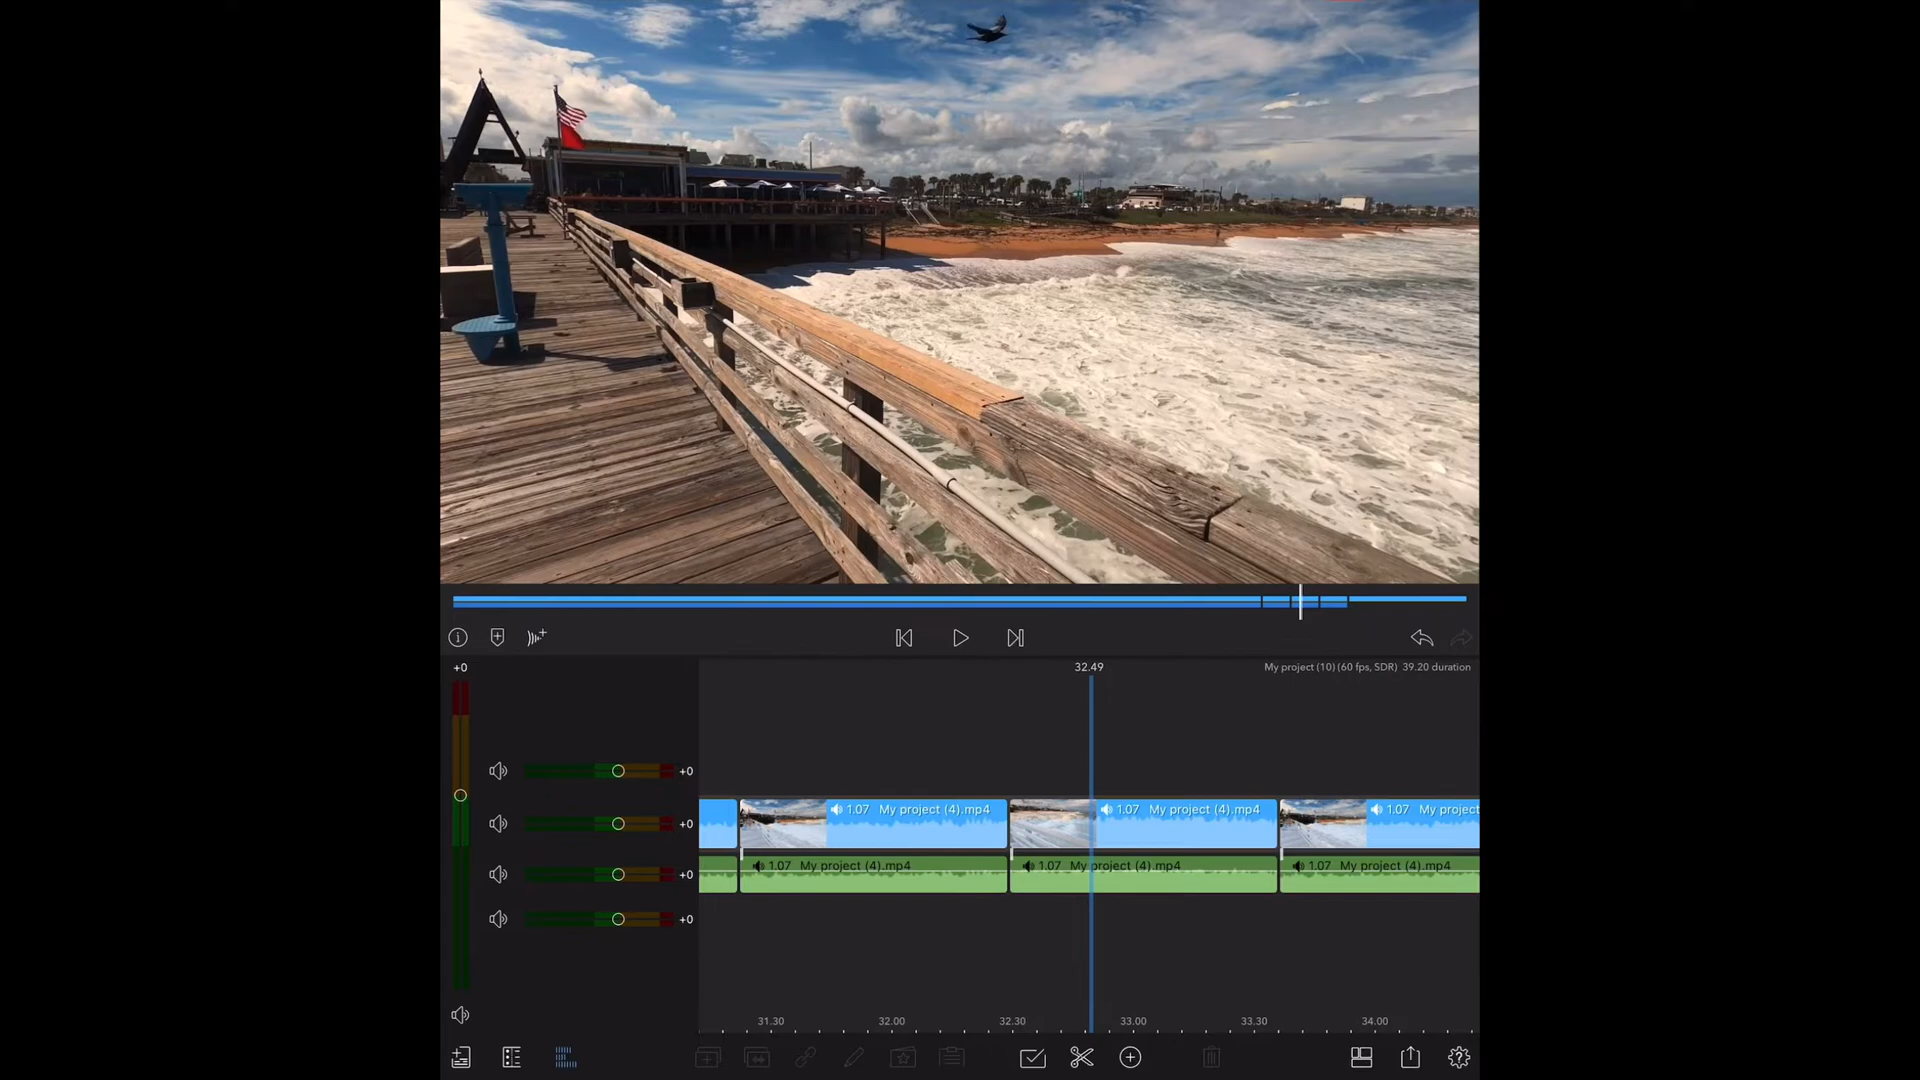 +0
32.49
My project (10) (60 fps, SDR) 39.20 duration
+0
+0
+0
+0
1.07 My project (4).mp4
1.07 My project (4).mp4
1.07 My project
1.07 My project (4).mp4
1.07 My project (4).mp4
1.07 My project (4).mp4
31.30
32.00
32.30
33.00
33.30
34.00